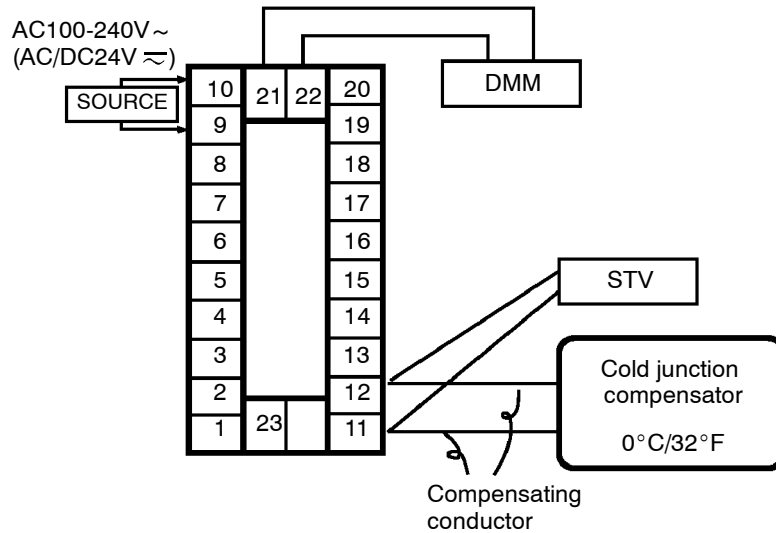 AC100-240V ~
(AC/DC24V ⎓∼)
SOURCE
10
9
8
7
6
5
4
3
2
1
21
22
23
20
19
18
17
16
15
14
13
12
11
DMM
STV
Cold junction
compensator
0°C/32°F
Compensating
conductor